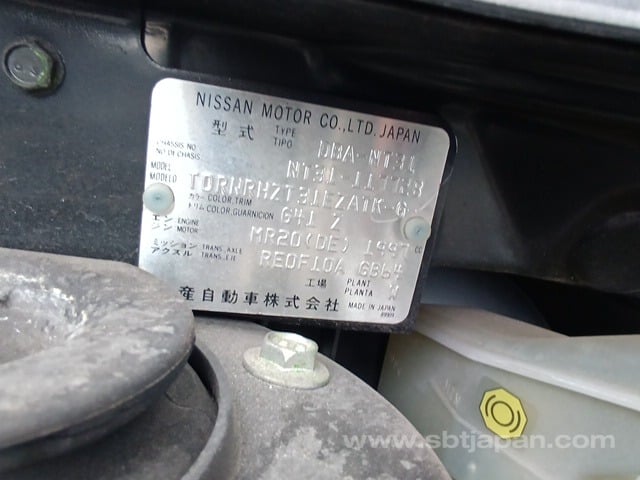 NISSAN MOTOR CO.,LTD. JAPAN
型式 TYPE TIPO DBA-NT31
CHASSIS NO
NO DE CHASIS NT31-
MODEL
MODELO
カラー COLOR,TRIM
トリム COLOR,GUARNICION G41 Z
エンジン ENGINE MOTOR MR20(DE) 1997 CC
ミッション TRANS.,AXLE
アクスル TRANS.,EJE RE0F10A GB64
工場 PLANT PLANTA
産自動車株式会社 MADE IN JAPAN
www.sbtjapan.com